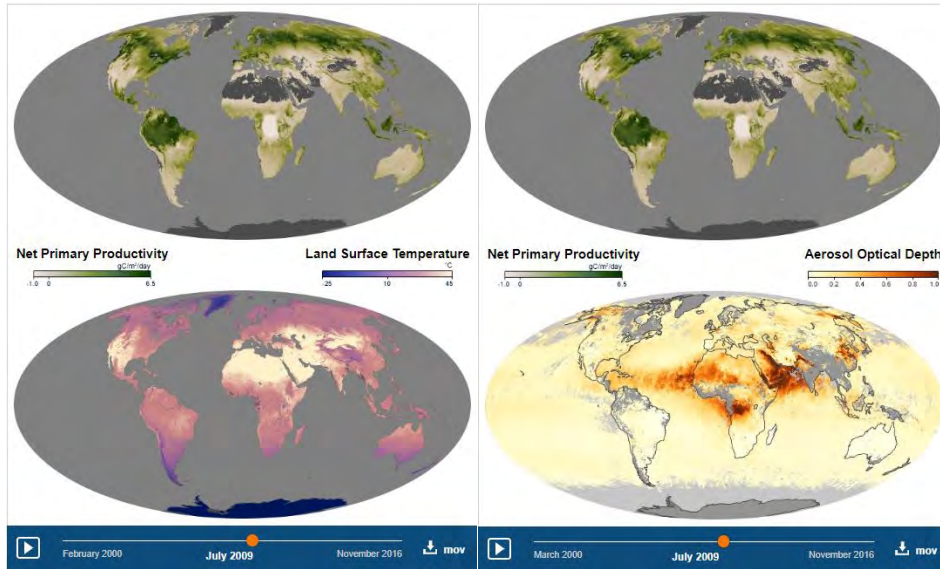 Net Primary Productivity
gC/m²/day
-1.0 0 6.5
Land Surface Temperature
°C
-25 10 45
February 2000
July 2009
November 2016
mov
Net Primary Productivity
gC/m²/day
-1.0 0 6.5
Aerosol Optical Depth
0.0 0.2 0.4 0.6 0.8 1.0
March 2000
July 2009
November 2016
mov